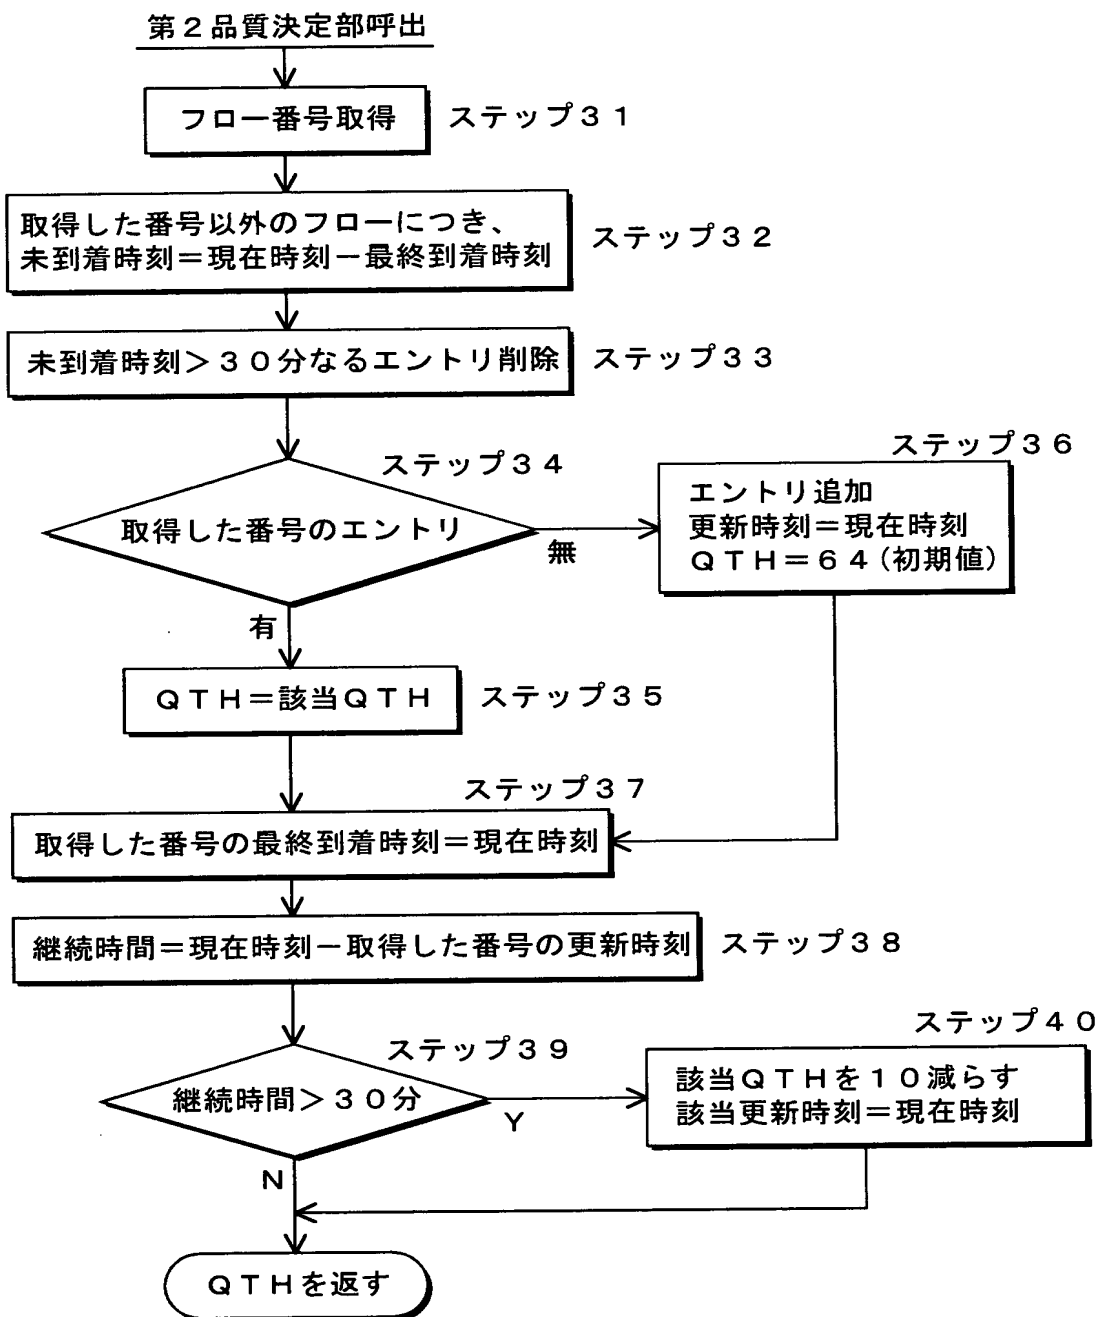 第２品質決定部呼出
フロー番号取得
ステップ３１
取得した番号以外のフローにつき、
未到着時刻＝現在時刻－最終到着時刻
ステップ３２
未到着時刻＞３０分なるエントリ削除
ステップ３３
ステップ３４
取得した番号のエントリ
無
有
ステップ３６
エントリ追加
更新時刻＝現在時刻
ＱＴＨ＝６４（初期値）
ＱＴＨ＝該当ＱＴＨ
ステップ３５
ステップ３７
取得した番号の最終到着時刻＝現在時刻
継続時間＝現在時刻－取得した番号の更新時刻
ステップ３８
ステップ３９
継続時間＞３０分
Ｙ
Ｎ
ステップ４０
該当ＱＴＨを１０減らす
該当更新時刻＝現在時刻
ＱＴＨを返す